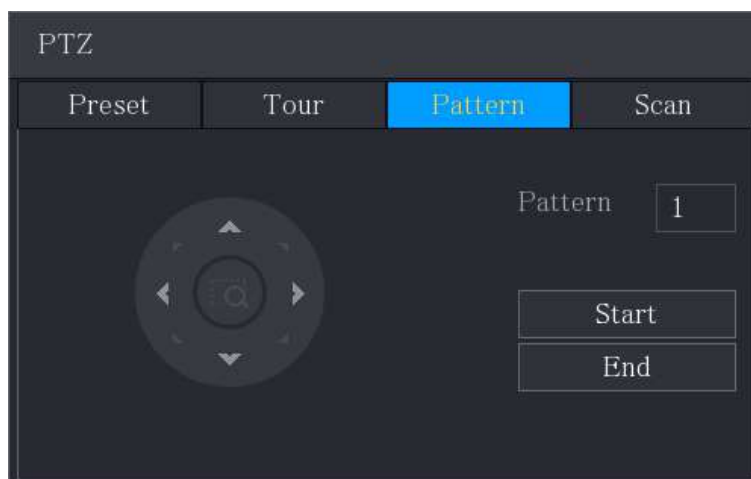 PTZ
Preset Tour Pattern Scan
Pattern 1
Start
End